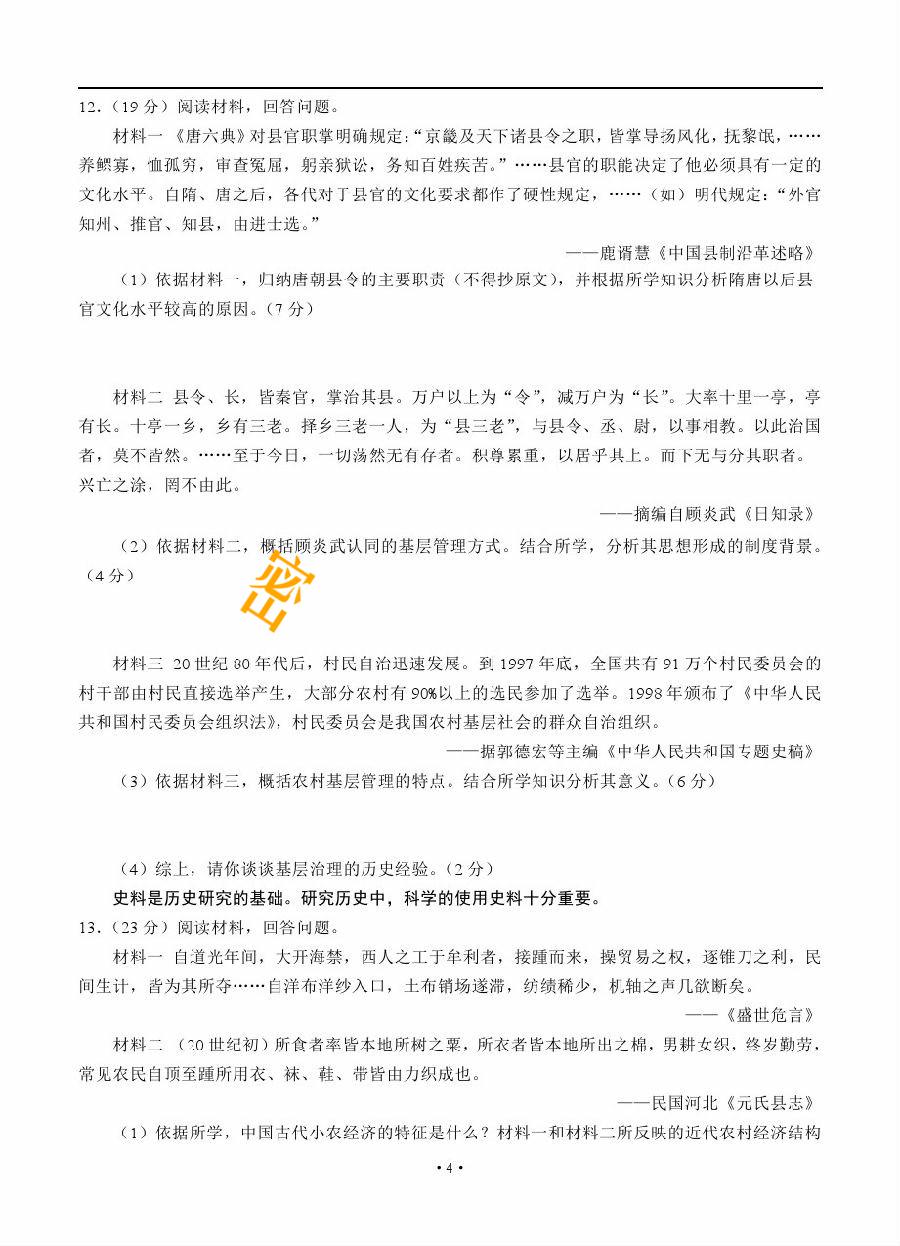 12.（19 分）阅读材料，回答问题。
材料一 《唐六典》对县官职掌明确规定：“京畿及天下诸县令之职，皆掌导扬风化，抚黎氓，……
养鳏寡，恤孤穷，审查冤屈，躬亲狱讼，务知百姓疾苦。”……县官的职能决定了他必须具有一定的
文化水平。自隋、唐之后，各代对于县官的文化要求都作了硬性规定，……（如）明代规定：“外官
知州、推官、知县，由进士选。”
——鹿谞慧《中国县制沿革述略》
（1）依据材料一，归纳唐朝县令的主要职责（不得抄原文），并根据所学知识分析隋唐以后县
官文化水平较高的原因。（7 分）
材料二 县令、长，皆秦官，掌治其县。万户以上为“令”，减万户为“长”。大率十里一亭，亭
有长。十亭一乡，乡有三老。择乡三老一人，为“县三老”，与县令、丞、尉，以事相教。以此治国
者，莫不皆然。……至于今日，一切荡然无有存者。积尊累重，以居乎其上。而下无与分其职者。
兴亡之涂，罔不由此。
——摘编自顾炎武《日知录》
（2）依据材料二，概括顾炎武认同的基层管理方式。结合所学，分析其思想形成的制度背景。
（4 分）
密
材料三 20 世纪 80 年代后，村民自治迅速发展。到 1997 年底，全国共有 91 万个村民委员会的
村干部由村民直接选举产生，大部分农村有 90%以上的选民参加了选举。1998 年颁布了《中华人民
共和国村民委员会组织法》，村民委员会是我国农村基层社会的群众自治组织。
——据郭德宏等主编《中华人民共和国专题史稿》
（3）依据材料三，概括农村基层管理的特点。结合所学知识分析其意义。（6 分）
（4）综上，请你谈谈基层治理的历史经验。（2 分）
史料是历史研究的基础。研究历史中，科学的使用史料十分重要。
13.（23 分）阅读材料，回答问题。
材料一 自道光年间，大开海禁，西人之工于牟利者，接踵而来，操贸易之权，逐锥刀之利，民
间生计，皆为其所夺……自洋布洋纱入口，土布销场遂滞，纺绩稀少，机轴之声几欲断矣。
——《盛世危言》
材料二 （20 世纪初）所食者率皆本地所树之粟，所衣者皆本地所出之棉，男耕女织，终岁勤劳，
常见农民自顶至踵所用衣、袜、鞋、带皆由力织成也。
——民国河北《元氏县志》
（1）依据所学，中国古代小农经济的特征是什么？材料一和材料二所反映的近代农村经济结构
·4·